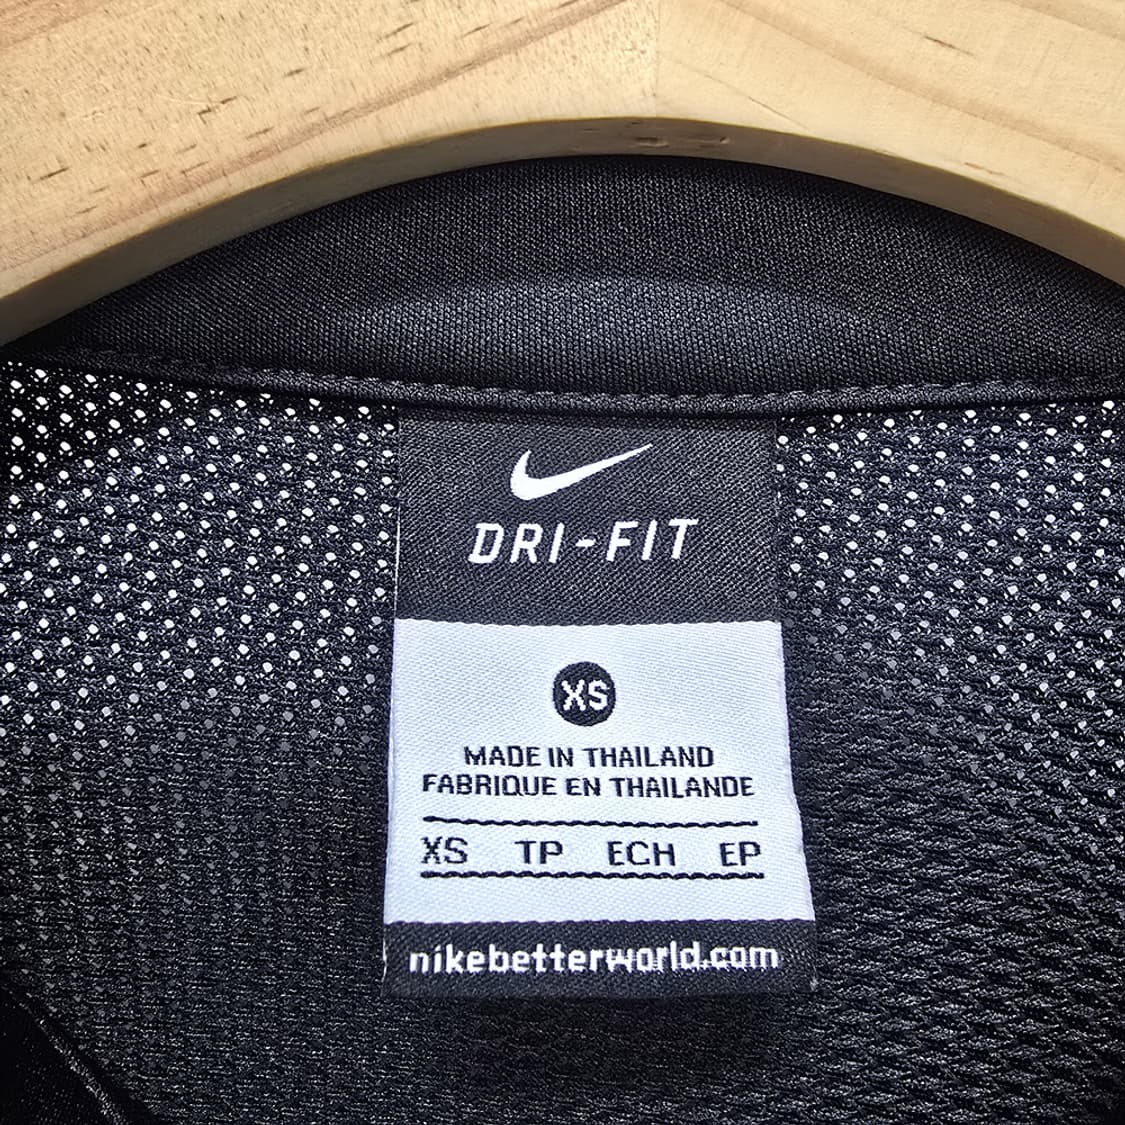 DRI-FIT
XS
MADE IN THAILAND
FABRIQUE EN THAILANDE
XS TP ECH EP
nikebetterworld.com